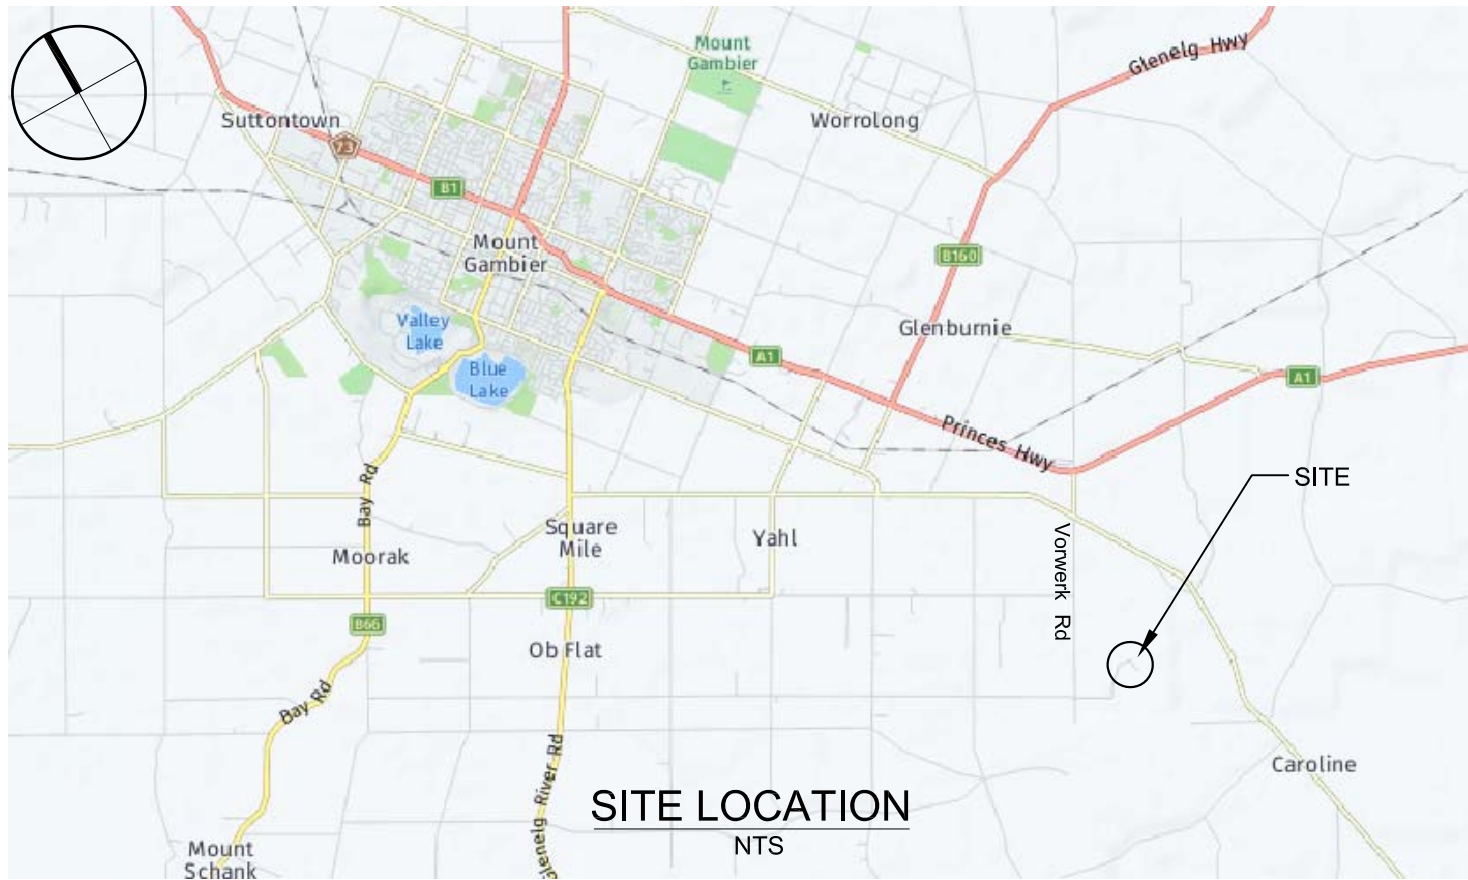 Mount
Gambier
Glenelg Hwy
Suttontown
73
Worrolong
B1
Mount
Gambier
B160
Valley
Lake
Glenburnie
Blue
Lake
A1
A1
Princes Hwy
SITE
Bay Rd
Square
Mile
Yahl
Vorwerk Rd
Moorak
C192
B66
Ob Flat
Bay Rd
Glenelg River Rd
Caroline
SITE LOCATION
NTS
Mount
Schank